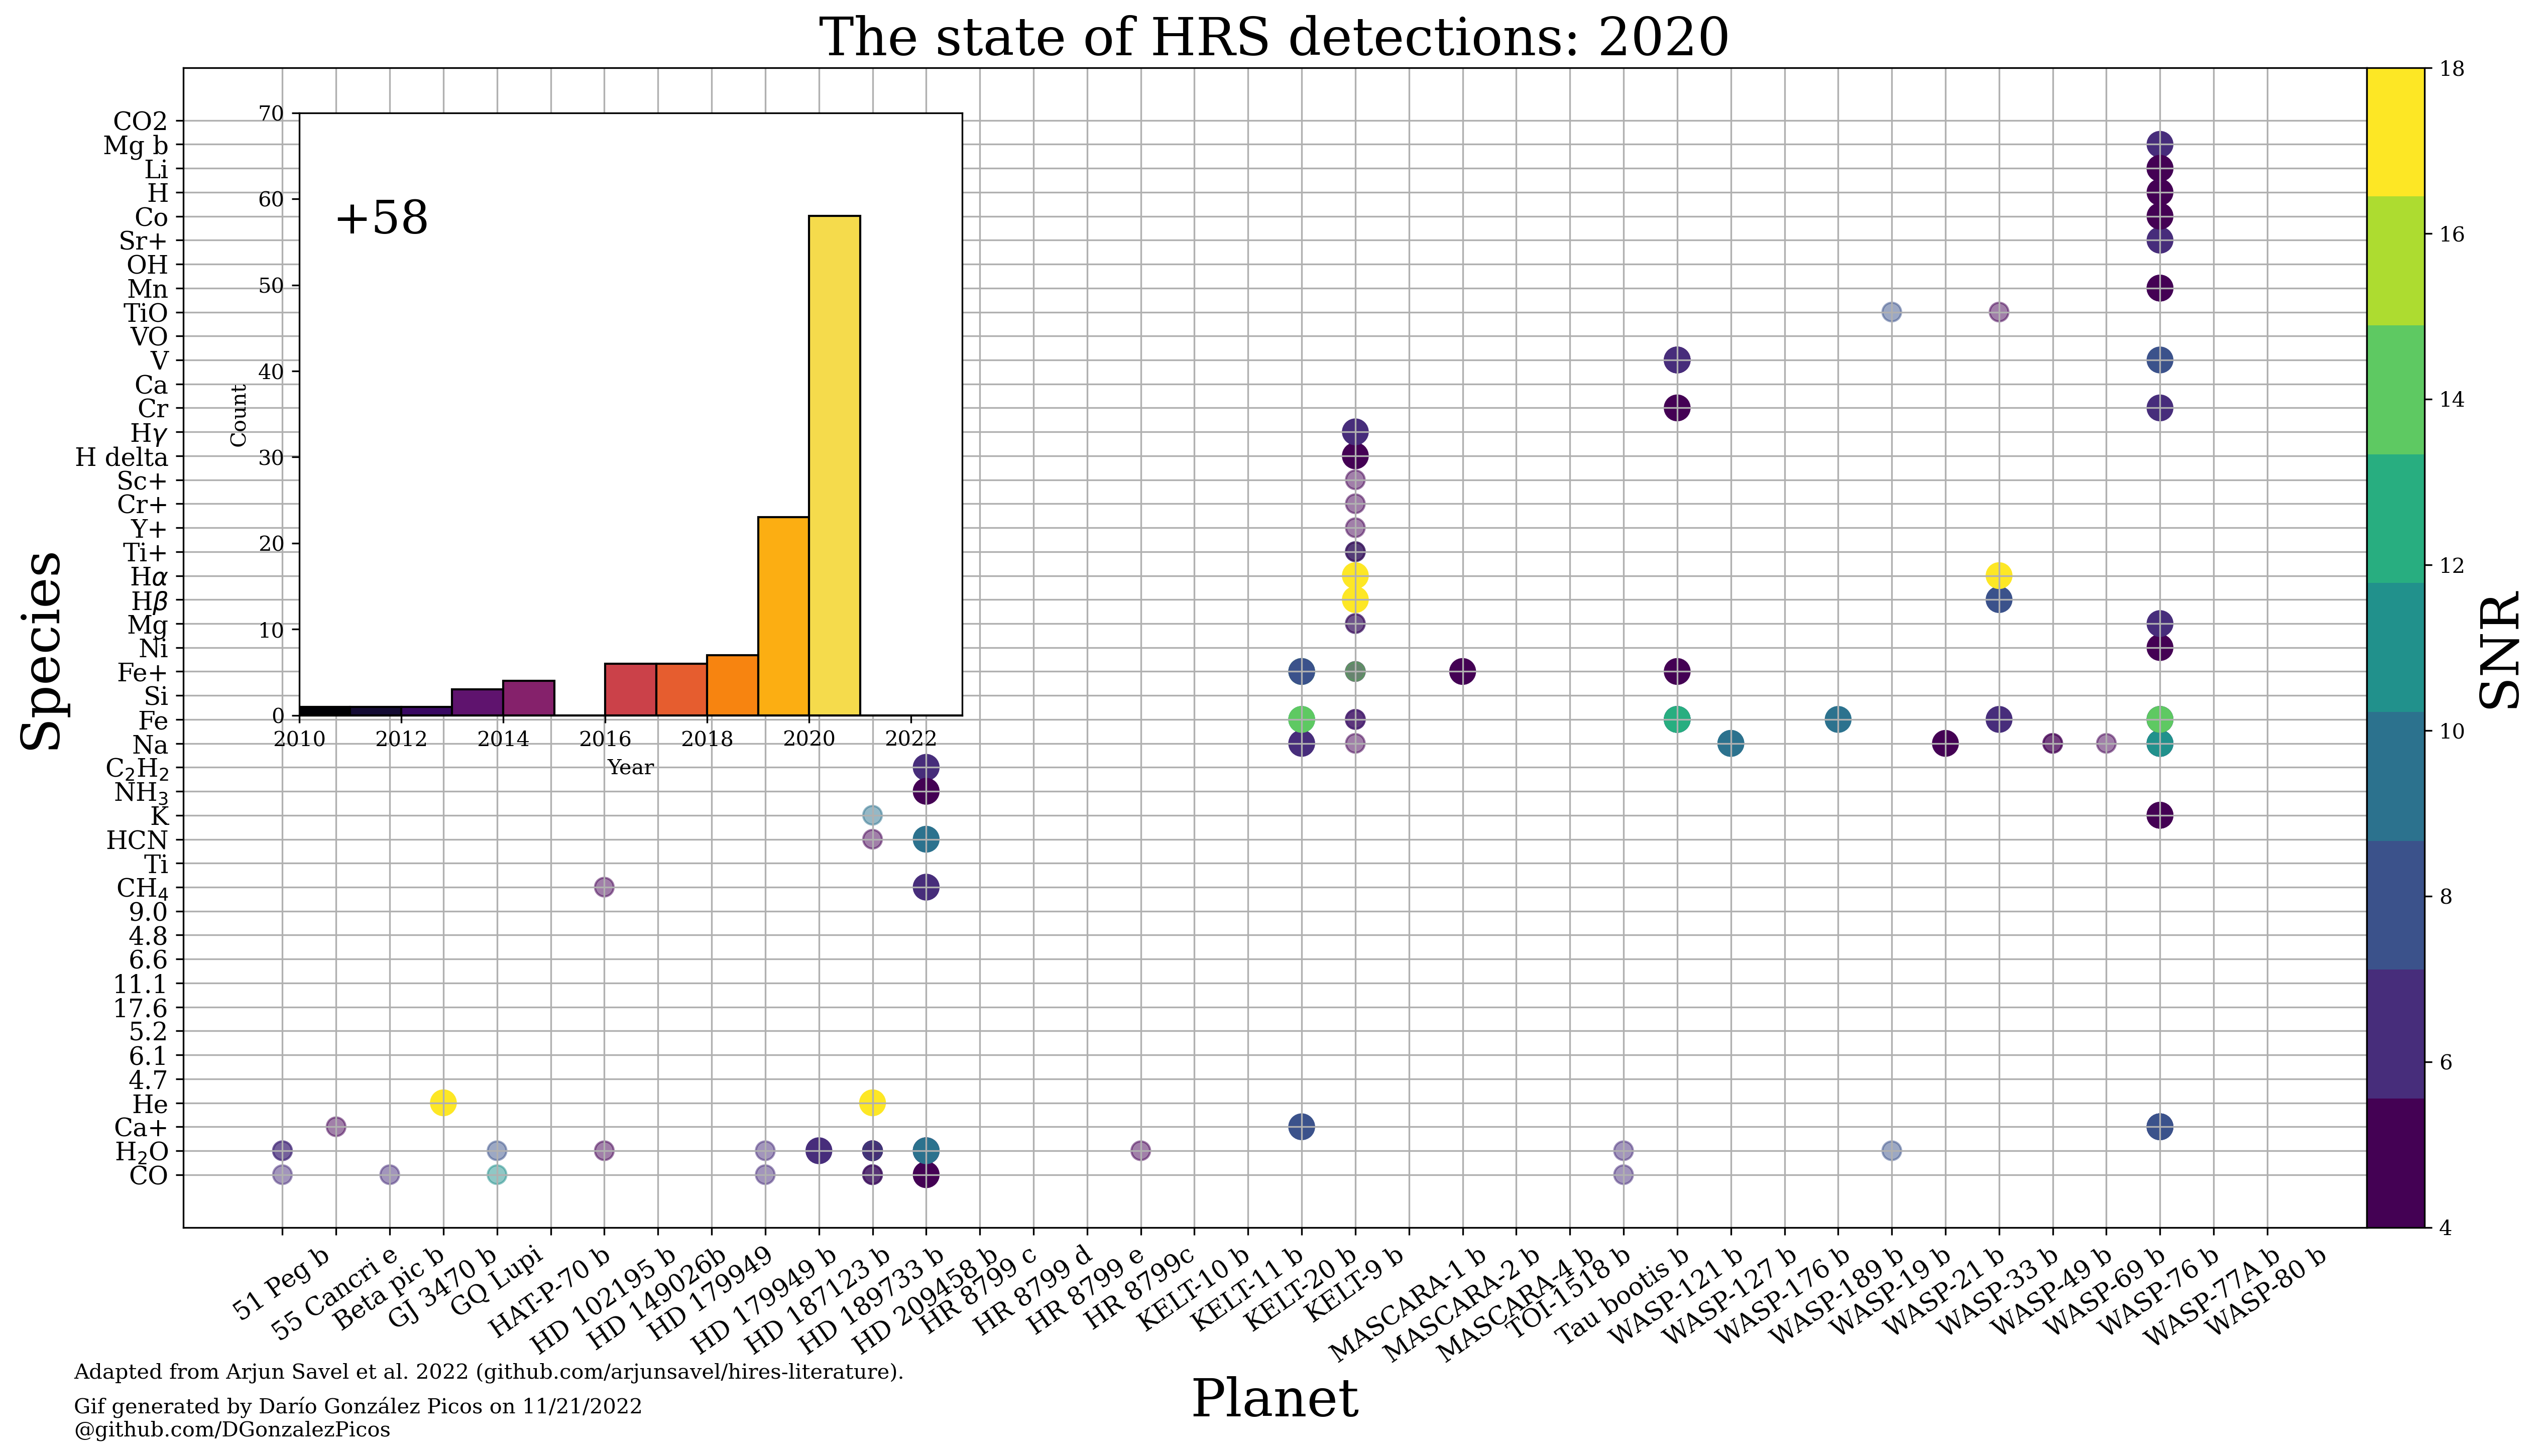 The state of HRS detections: 2020
CO2
Mg b
Li
H
Co
Sr+
OH
Mn
TiO
VO
V
Ca
Cr
Hγ
H delta
Sc+
Cr+
Y+
Ti+
Hα
Hβ
Mg
Ni
Fe+
Si
Fe
Na
C₂H₂
NH₃
K
HCN
Ti
CH₄
9.0
4.8
6.6
11.1
17.6
5.2
6.1
4.7
He
Ca+
H₂O
CO
Species
70
60
50
40
30
20
10
0
Count
+58
2010 2012 2014 2016 2018 2020 2022
Year
18
16
14
12
10
8
6
4
SNR
51 Peg b
55 Cancri e
Beta pic b
GJ 3470 b
GQ Lupi
HAT-P-70 b
HD 102195 b
HD 149026b
HD 179949
HD 179949 b
HD 187123 b
HD 189733 b
HD 209458 b
HR 8799 c
HR 8799 d
HR 8799 e
HR 8799c
KELT-10 b
KELT-11 b
KELT-20 b
KELT-9 b
MASCARA-1 b
MASCARA-2 b
MASCARA-4 b
TOI-1518 b
Tau bootis b
WASP-121 b
WASP-127 b
WASP-176 b
WASP-189 b
WASP-19 b
WASP-21 b
WASP-33 b
WASP-49 b
WASP-69 b
WASP-76 b
WASP-77A b
WASP-80 b
Planet
Adapted from Arjun Savel et al. 2022 (github.com/arjunsavel/hires-literature).
Gif generated by Darío González Picos on 11/21/2022
@github.com/DGonzalezPicos